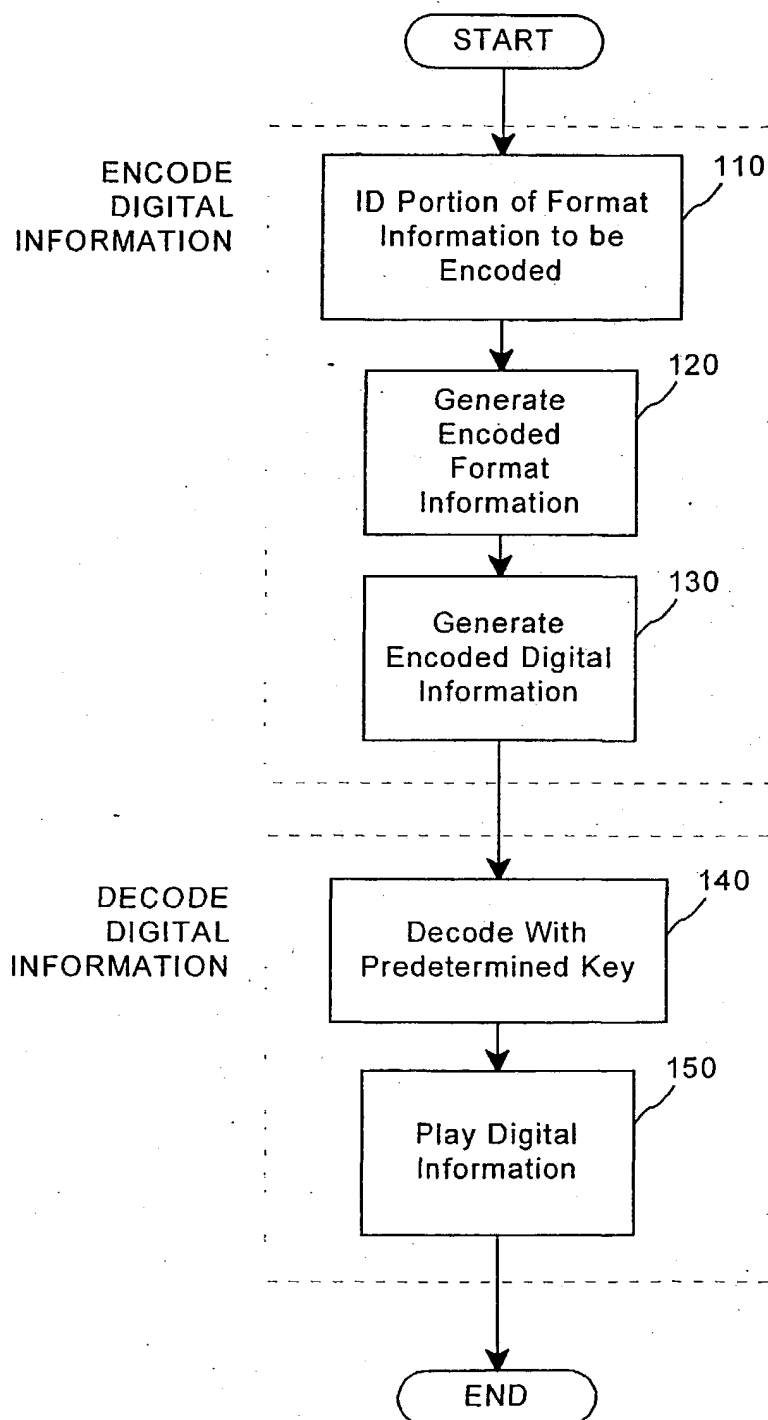 START
ENCODE
DIGITAL
INFORMATION
110
ID Portion of Format
Information to be
Encoded
120
Generate
Encoded
Format
Information
130
Generate
Encoded Digital
Information
DECODE
DIGITAL
INFORMATION
140
Decode With
Predetermined Key
150
Play Digital
Information
END